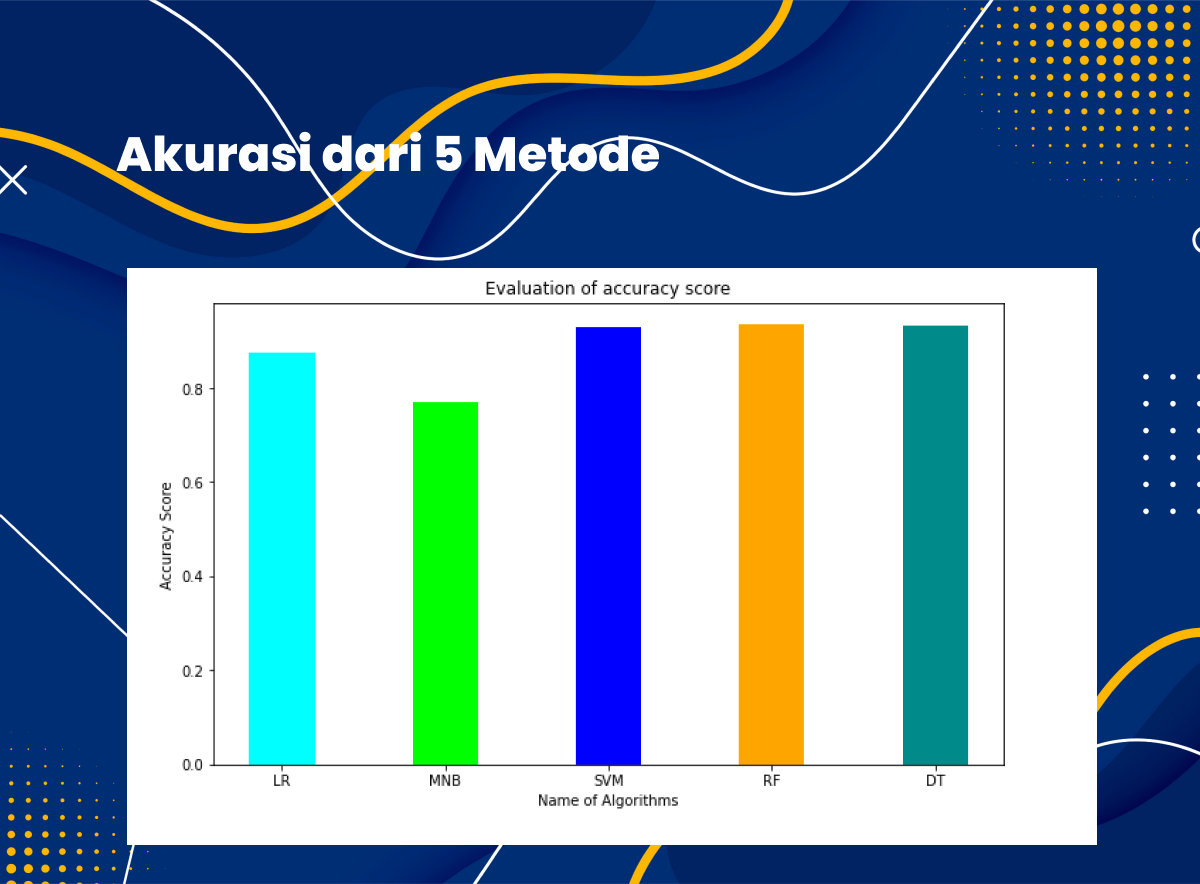 Akurasi dari 5 Metode
Evaluation of accuracy score
0.8
0.6
0.4
0.2
0.0
Accuracy Score
LR MNB SVM RF DT
Name of Algorithms